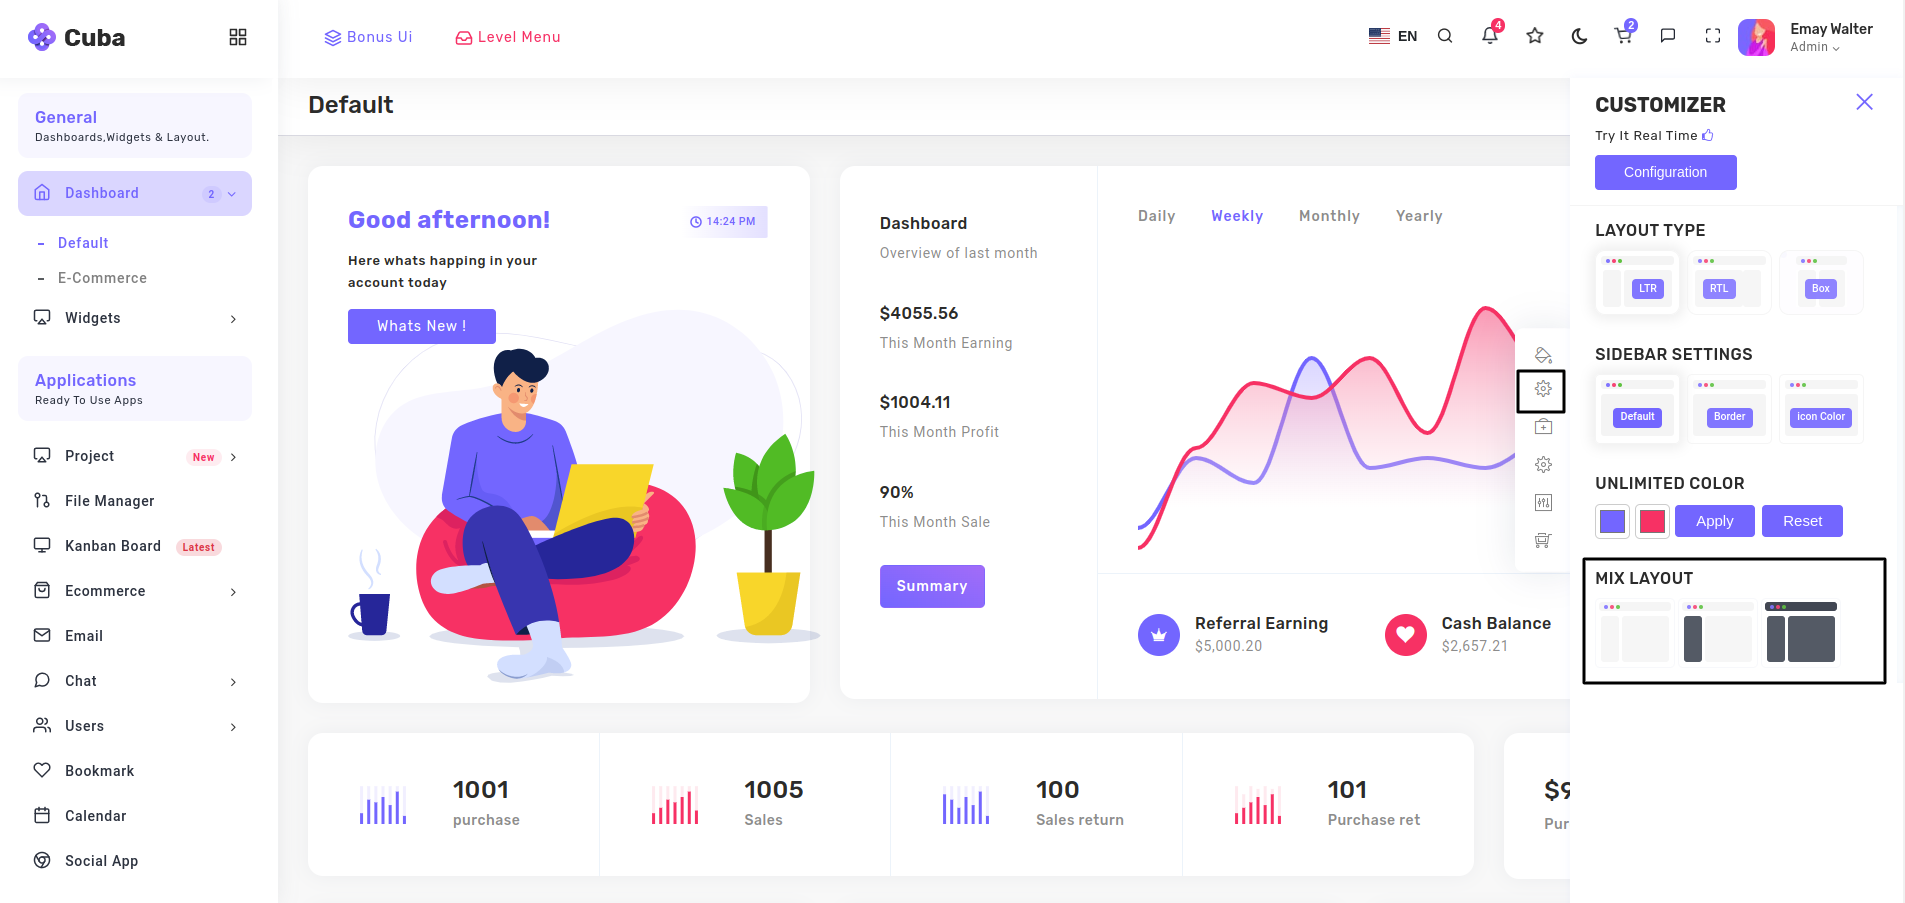 Cuba
Bonus Ui
Level Menu
EN
4
2
Emay Walter
Admin
General
Dashboards,Widgets & Layout.
Dashboard
2
Default
E-Commerce
Widgets
Applications
Ready To Use Apps
Project
New
File Manager
Kanban Board
Latest
Ecommerce
Email
Chat
Users
Bookmark
Calendar
Social App
Default
Good afternoon!
14:24 PM
Here whats happing in your
account today
Whats New !
Dashboard
Overview of last month
$4055.56
This Month Earning
$1004.11
This Month Profit
90%
This Month Sale
Summary
Daily
Weekly
Monthly
Yearly
Referral Earning
$5,000.20
Cash Balance
$2,657.21
1001
purchase
1005
Sales
100
Sales return
101
Purchase ret
$9
Pur
CUSTOMIZER
Try It Real Time
Configuration
LAYOUT TYPE
LTR
RTL
Box
SIDEBAR SETTINGS
Default
Border
icon Color
UNLIMITED COLOR
Apply
Reset
MIX LAYOUT